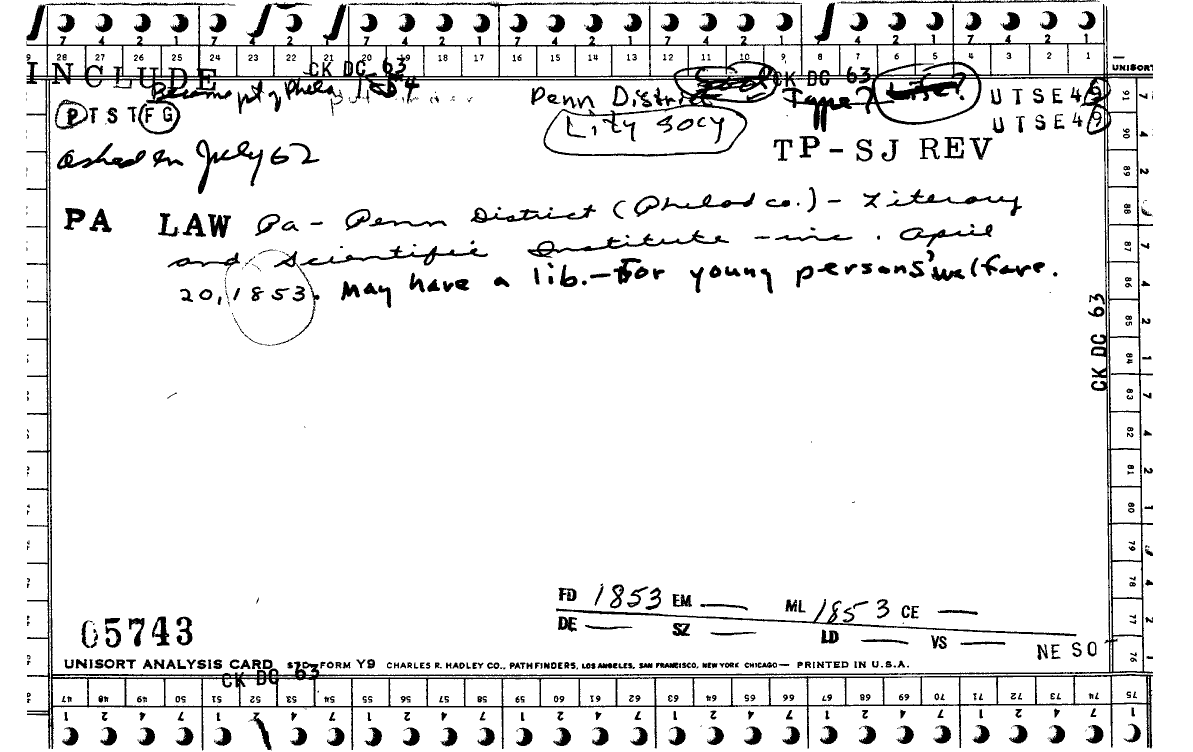 7 4 2 1 7 4 2 1 7 4 2 1 7 4 2 1 7 4 2 1 7 4 2 1 7 4 2 1
28 27 26 25 24 23 22 21 20 19 18 17 16 15 14 13 12 11 10 9 8 7 6 5 4 3 2 1
UNISORT
INCLUDE CK DC 63 CK DC 63
Became pt of Phila 1854 Penn District Type? UTSE49
PTSTFG Lity Socy UTSE49
asked in July 62 TP-SJ REV
PA LAW Pa - Penn District (Philad co.) - Literary
and Scientific Institute - inc. April
20, 1853. May have a lib. - For young persons' welfare.
CK DC 63
91 90 89 88 87 86 85 84 83 82 81 80 79 78 77 76
FD 1853 EM — ML 1853 CE —
DE — SZ — LD — VS —
NE SO
05743
UNISORT ANALYSIS CARD FORM Y9 CHARLES R. HADLEY CO., PATHFINDERS, LOS ANGELES, SAN FRANCISCO, NEW YORK CHICAGO — PRINTED IN U.S.A.
CK DC 63
47 48 49 50 51 52 53 54 55 56 57 58 59 60 61 62 63 64 65 66 67 68 69 70 71 72 73 74 75
1 2 4 7 1 2 4 7 1 2 4 7 1 2 4 7 1 2 4 7 1 2 4 7 1 2 4 7 1